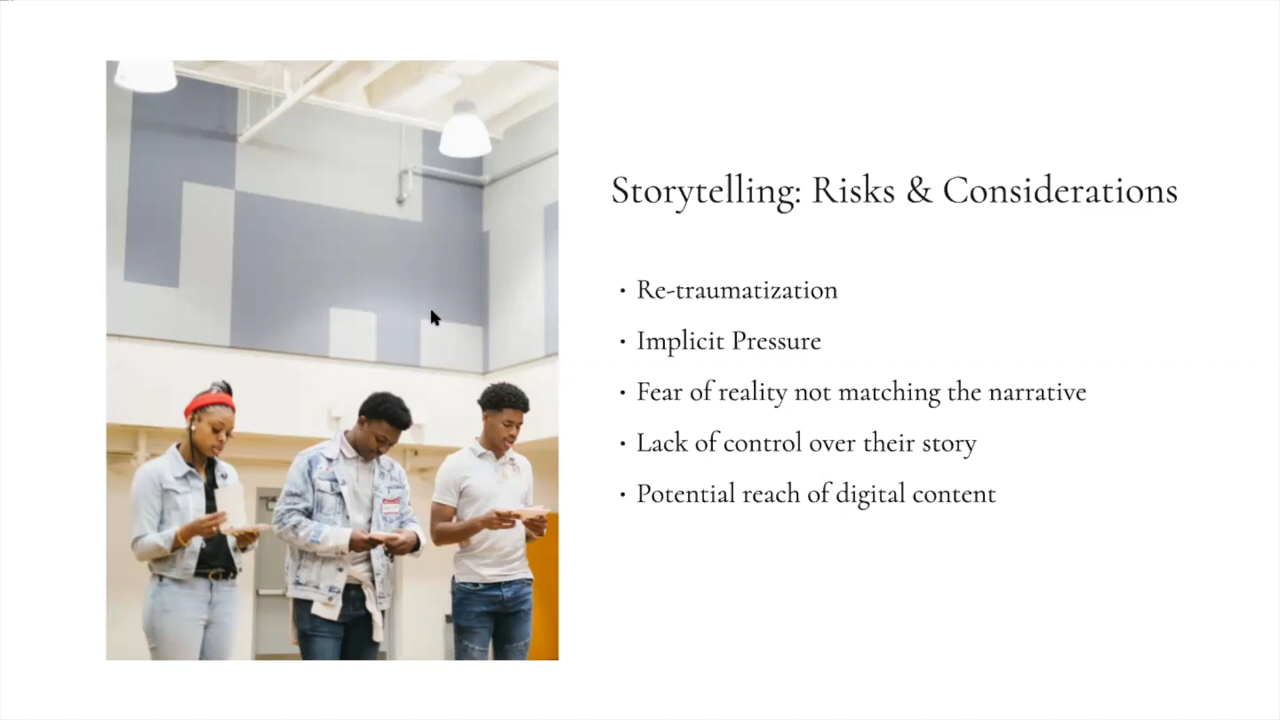 Storytelling: Risks & Considerations
• Re-traumatization
• Implicit Pressure
• Fear of reality not matching the narrative
• Lack of control over their story
• Potential reach of digital content